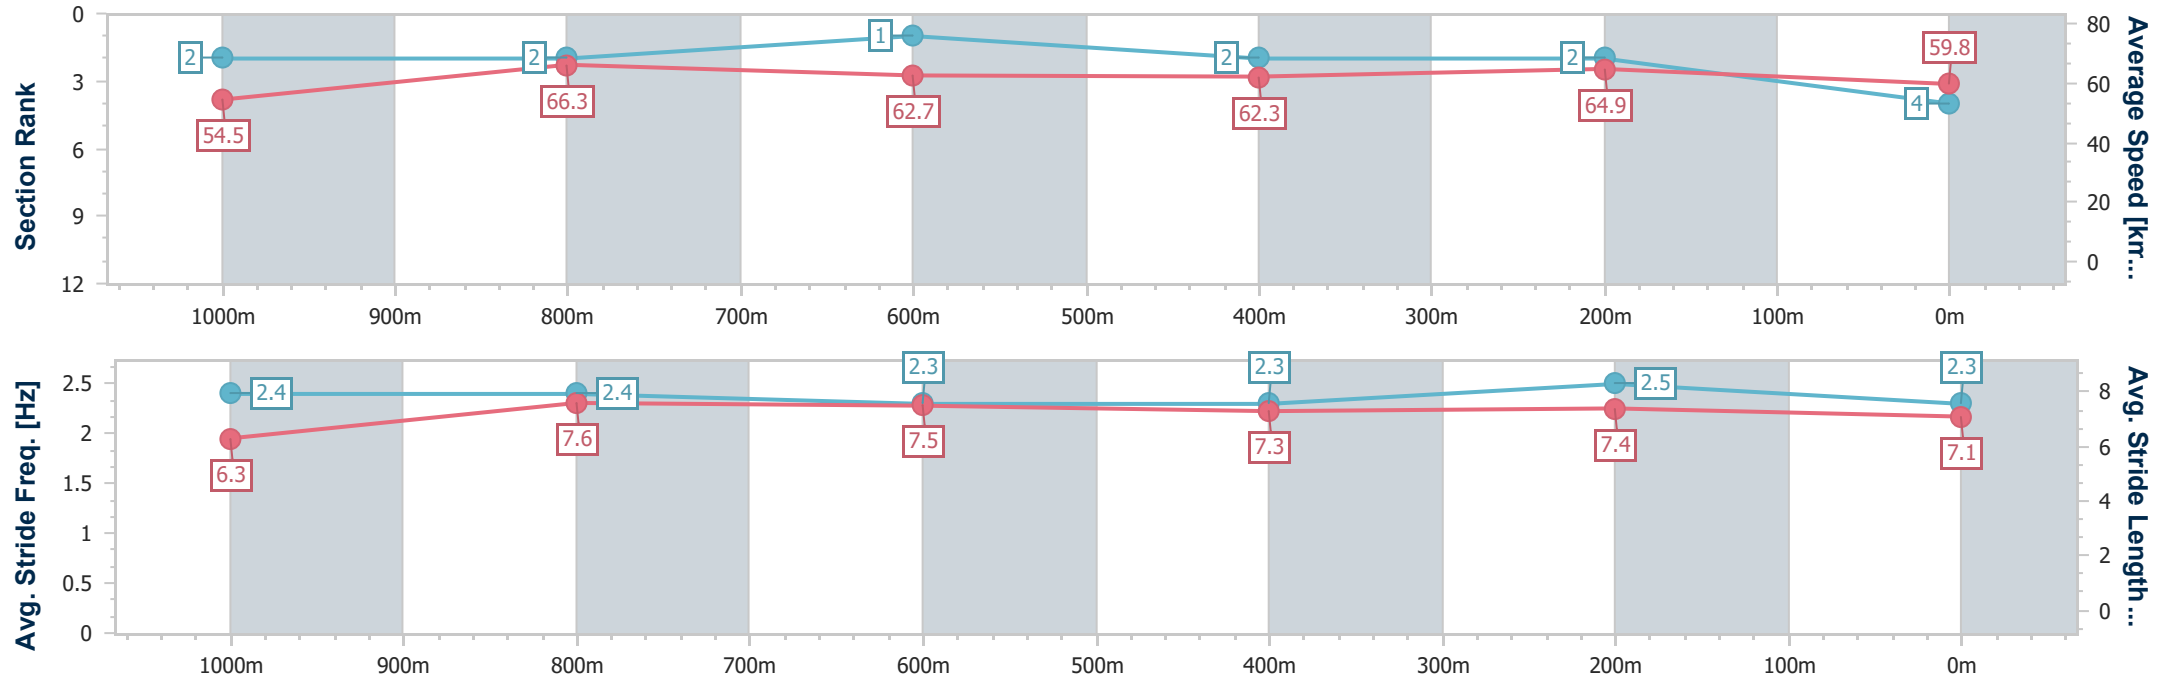 Section Rank
0
3
6
9
12
2
2
1
2
2
4
54.5
66.3
62.7
62.3
64.9
59.8
80
60
40
20
0
Average Speed [km...
1000m
900m
800m
700m
600m
500m
400m
300m
200m
100m
0m
Avg. Stride Freq. [Hz]
2.5
2
1.5
1
0.5
0
2.4
2.4
2.3
2.3
2.5
2.3
6.3
7.6
7.5
7.3
7.4
7.1
8
6
4
2
0
Avg. Stride Length...
1000m
900m
800m
700m
600m
500m
400m
300m
200m
100m
0m